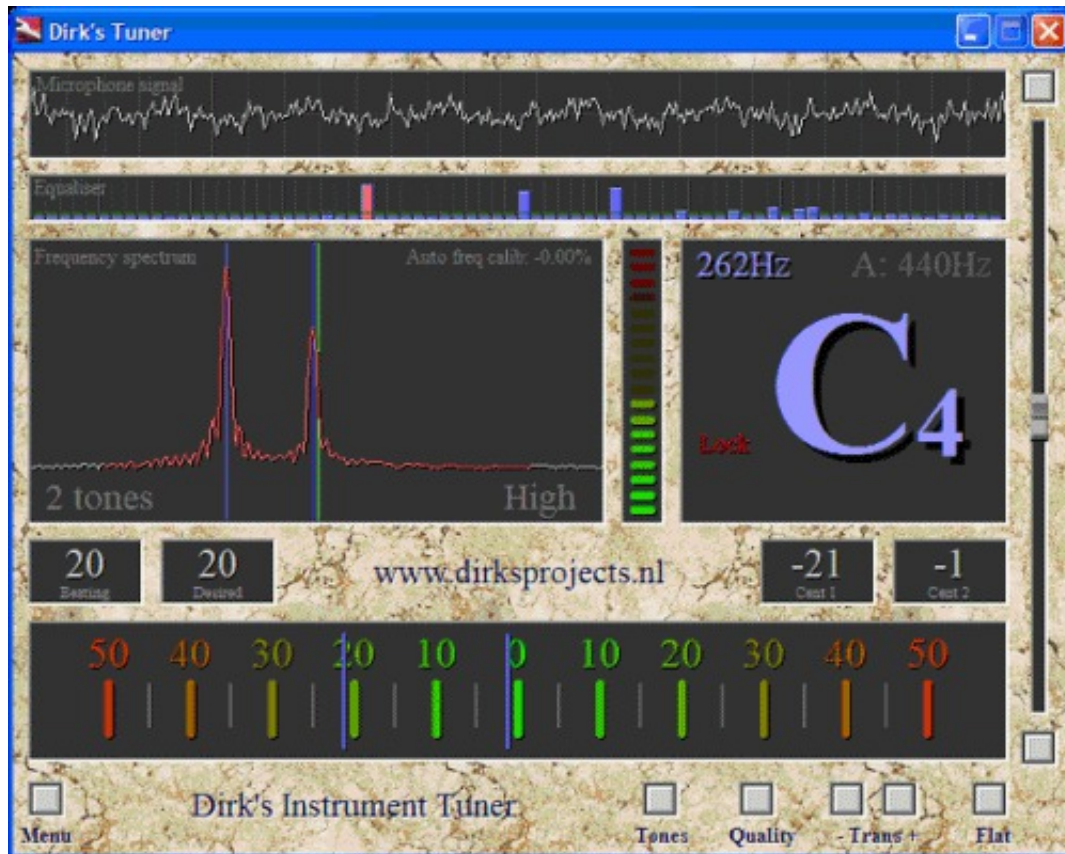 Dirk's Tuner
Microphone signal
Equaliser
Frequency spectrum
Auto freq calib: -0.00%
2 tones
High
262Hz
A: 440Hz
C4
Lock
20
Beating
20
Desired
www.dirksprojects.nl
-21
Cent 1
-1
Cent 2
50 40 30 20 10 0 10 20 30 40 50
Menu
Dirk's Instrument Tuner
Tones
Quality
- Trans +
Flat